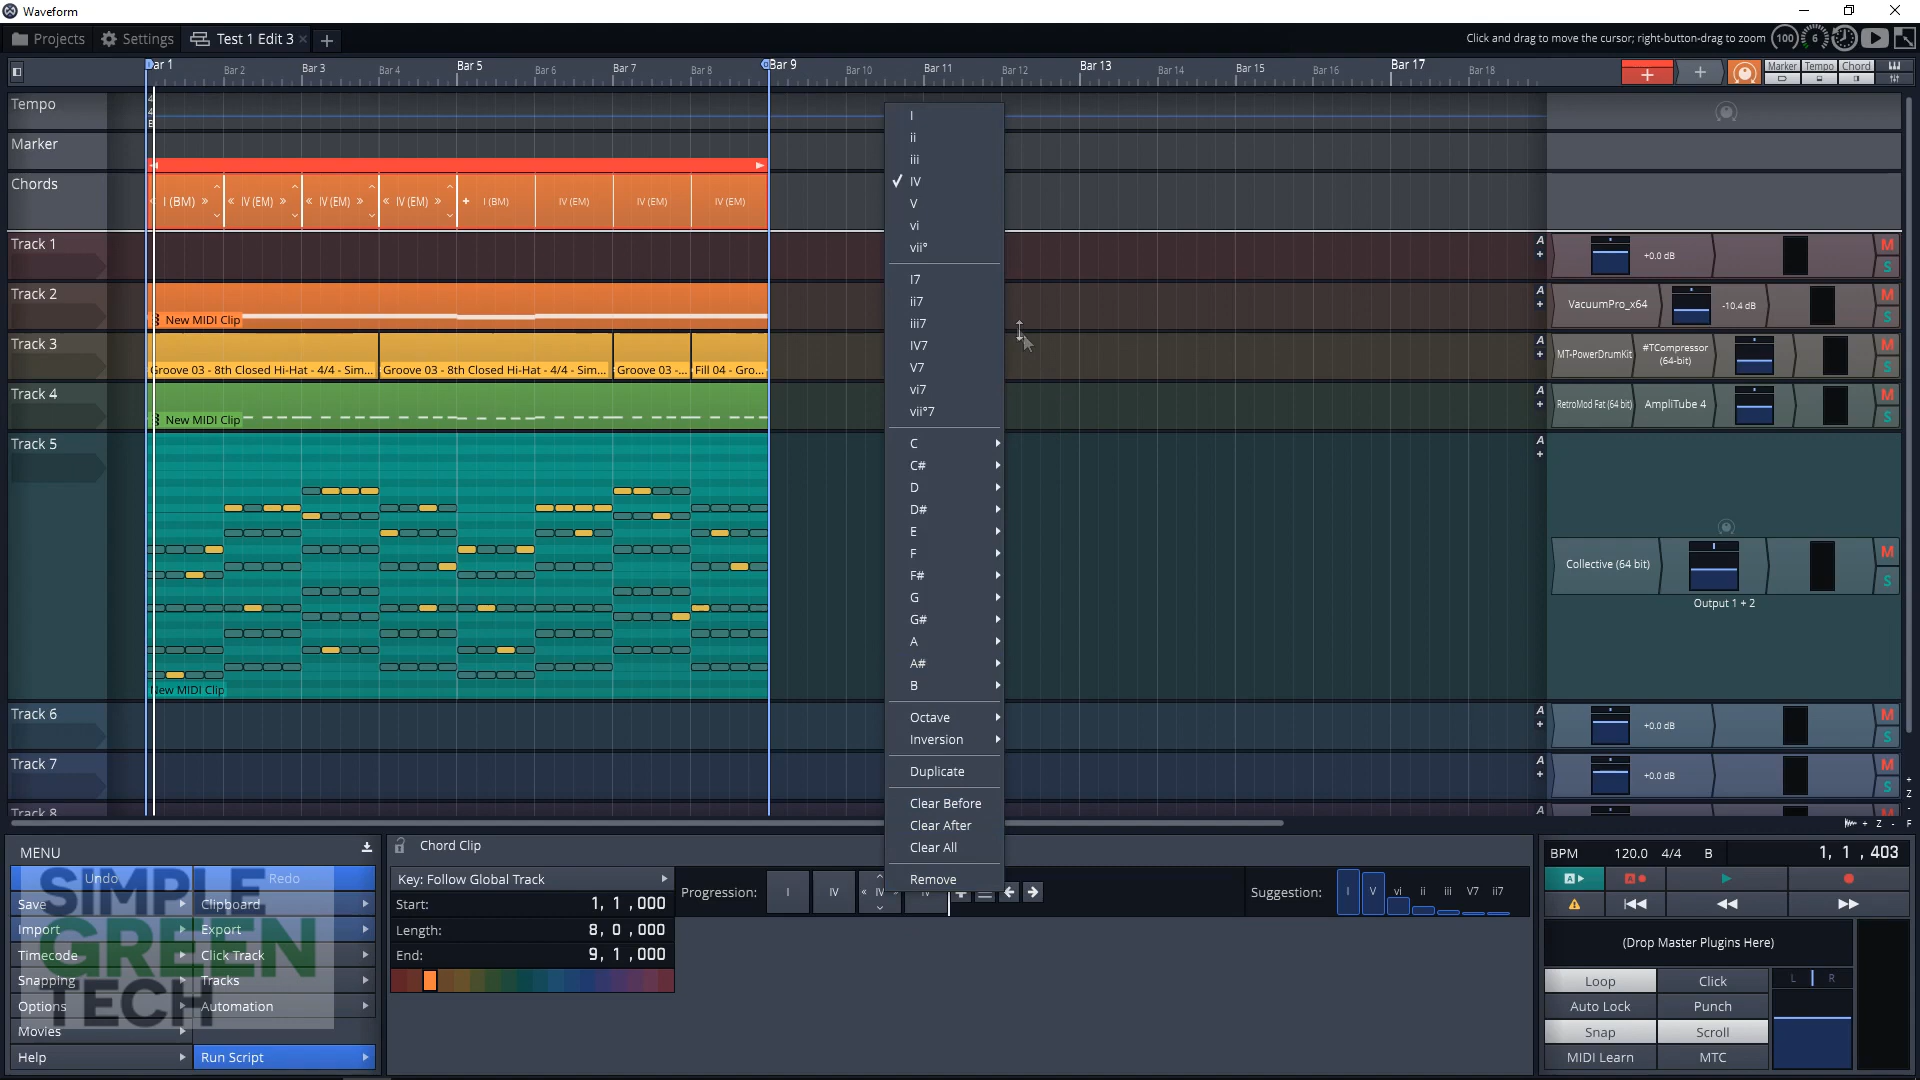 Waveform
Projects Settings Test 1 Edit 3 × +
Click and drag to move the cursor; right-button-drag to zoom 100 6
Bar 1 Bar 2 Bar 3 Bar 4 Bar 5 Bar 6 Bar 7 Bar 8 Bar 9 Bar 10 Bar 11 Bar 12 Bar 13 Bar 14 Bar 15 Bar 16 Bar 17 Bar 18
Marker Tempo Chord
Tempo
Marker
Chords
I (BM) IV (EM) IV (EM) IV (EM) + I (BM) IV (EM) IV (EM) IV (EM)
Track 1
+0.0 dB
M
S
Track 2
New MIDI Clip
VacuumPro_x64 -10.4 dB
M
S
Track 3
Groove 03 - 8th Closed Hi-Hat - 4/4 - Sim... Groove 03 - 8th Closed Hi-Hat - 4/4 - Sim... Groove 03 -... Fill 04 - Gro...
MT-PowerDrumKit #TCompressor (64-bit)
M
S
Track 4
New MIDI Clip
RetroMod Fat (64 bit) AmpliTube 4
M
S
Track 5
New MIDI Clip
Collective (64 bit)
M
S
Output 1 + 2
Track 6
+0.0 dB
M
S
Track 7
+0.0 dB
M
S
Track 8
I
ii
iii
✓ IV
V
vi
vii°
I7
ii7
iii7
IV7
V7
vi7
vii°7
C
C#
D
D#
E
F
F#
G
G#
A
A#
B
Octave
Inversion
Duplicate
Clear Before
Clear After
Clear All
Remove
MENU
Undo Redo
Save Clipboard
Import Export
Timecode Click Track
Snapping Tracks
Options Automation
Movies
Help Run Script
SIMPLE
GREEN
TECH
Chord Clip
Key: Follow Global Track
Start: 1, 1 ,000
Length: 8, 0 ,000
End: 9, 1 ,000
Progression: I IV IV IV
Suggestion: I V vi ii iii V7 ii7
BPM 120.0 4/4 B 1, 1 ,403
(Drop Master Plugins Here)
Loop Click
Auto Lock Punch
Snap Scroll
MIDI Learn MTC
L R